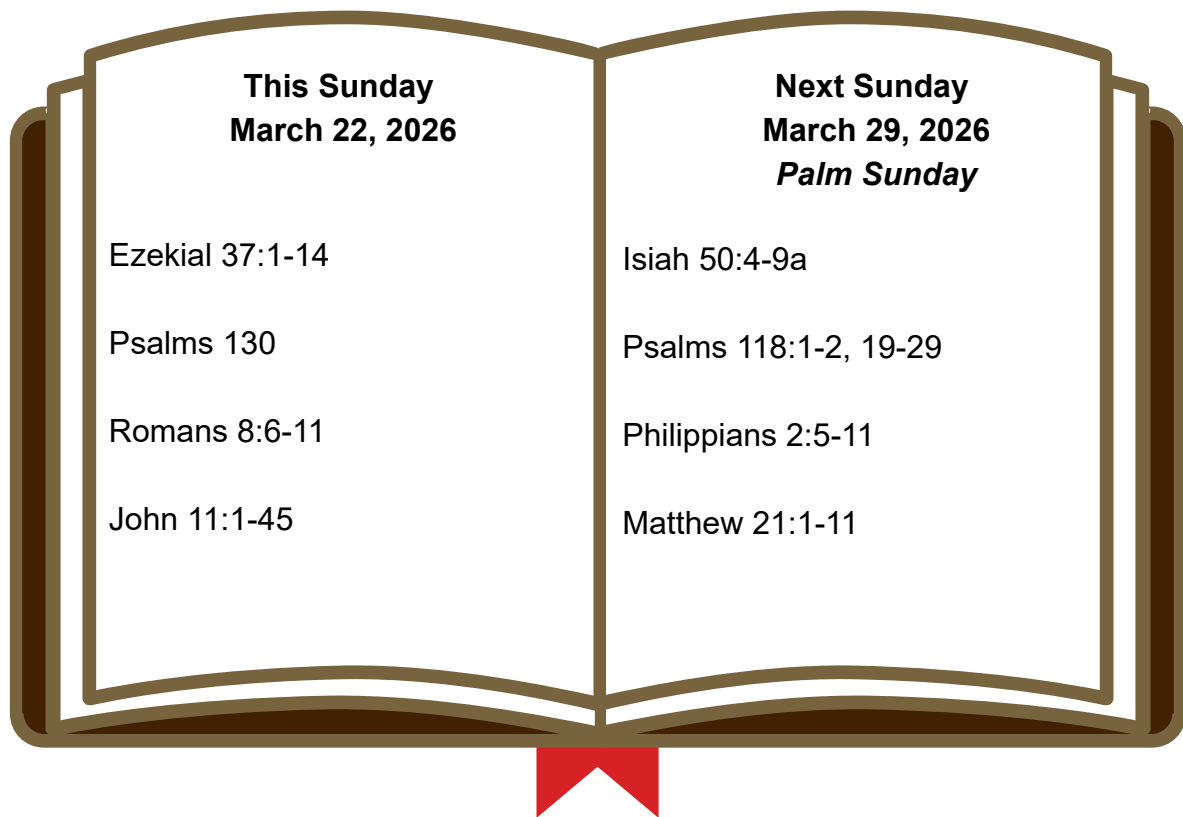 This Sunday
March 22, 2026
Ezekial 37:1-14
Psalms 130
Romans 8:6-11
John 11:1-45
Next Sunday
March 29, 2026
Palm Sunday
Isiah 50:4-9a
Psalms 118:1-2, 19-29
Philippians 2:5-11
Matthew 21:1-11